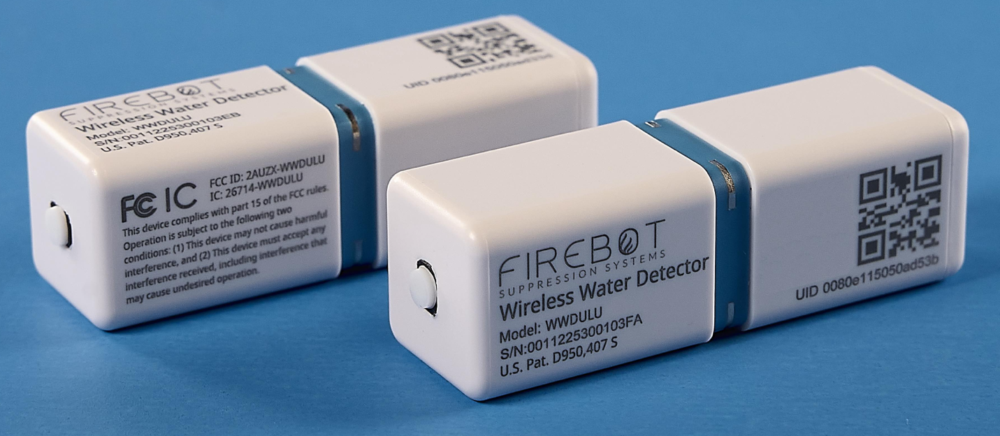 FIREBOT
SUPPRESSION SYSTEMS
Wireless Water Detector
Model: WWDULU
S/N:0011225300103EB
U.S. Pat. D950,407 S
FC IC
FCC ID: 2AUZX-WWDULU
IC: 26714-WWDULU
This device complies with part 15 of the FCC rules.
Operation is subject to the following two
conditions: (1) This device may not cause harmful
interference, and (2) This device must accept any
interference received, including interference that
may cause undesired operation.
UID
FIREBOT
SUPPRESSION SYSTEMS
Wireless Water Detector
Model: WWDULU
S/N:0011225300103FA
U.S. Pat. D950,407 S
UID 0080e115050ad53b